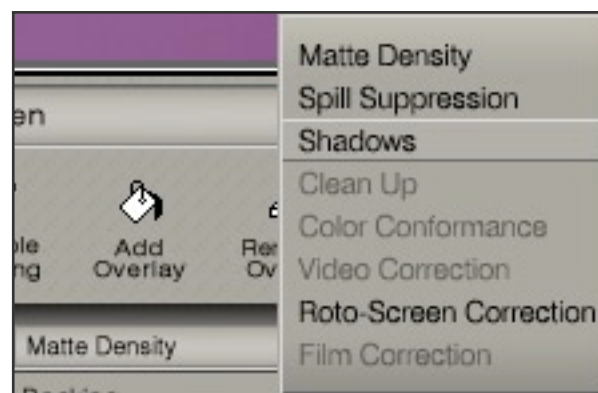 Matte Density
Spill Suppression
Shadows
Clean Up
Color Conformance
Video Correction
Roto-Screen Correction
Film Correction
Add
Overlay
Matte Density